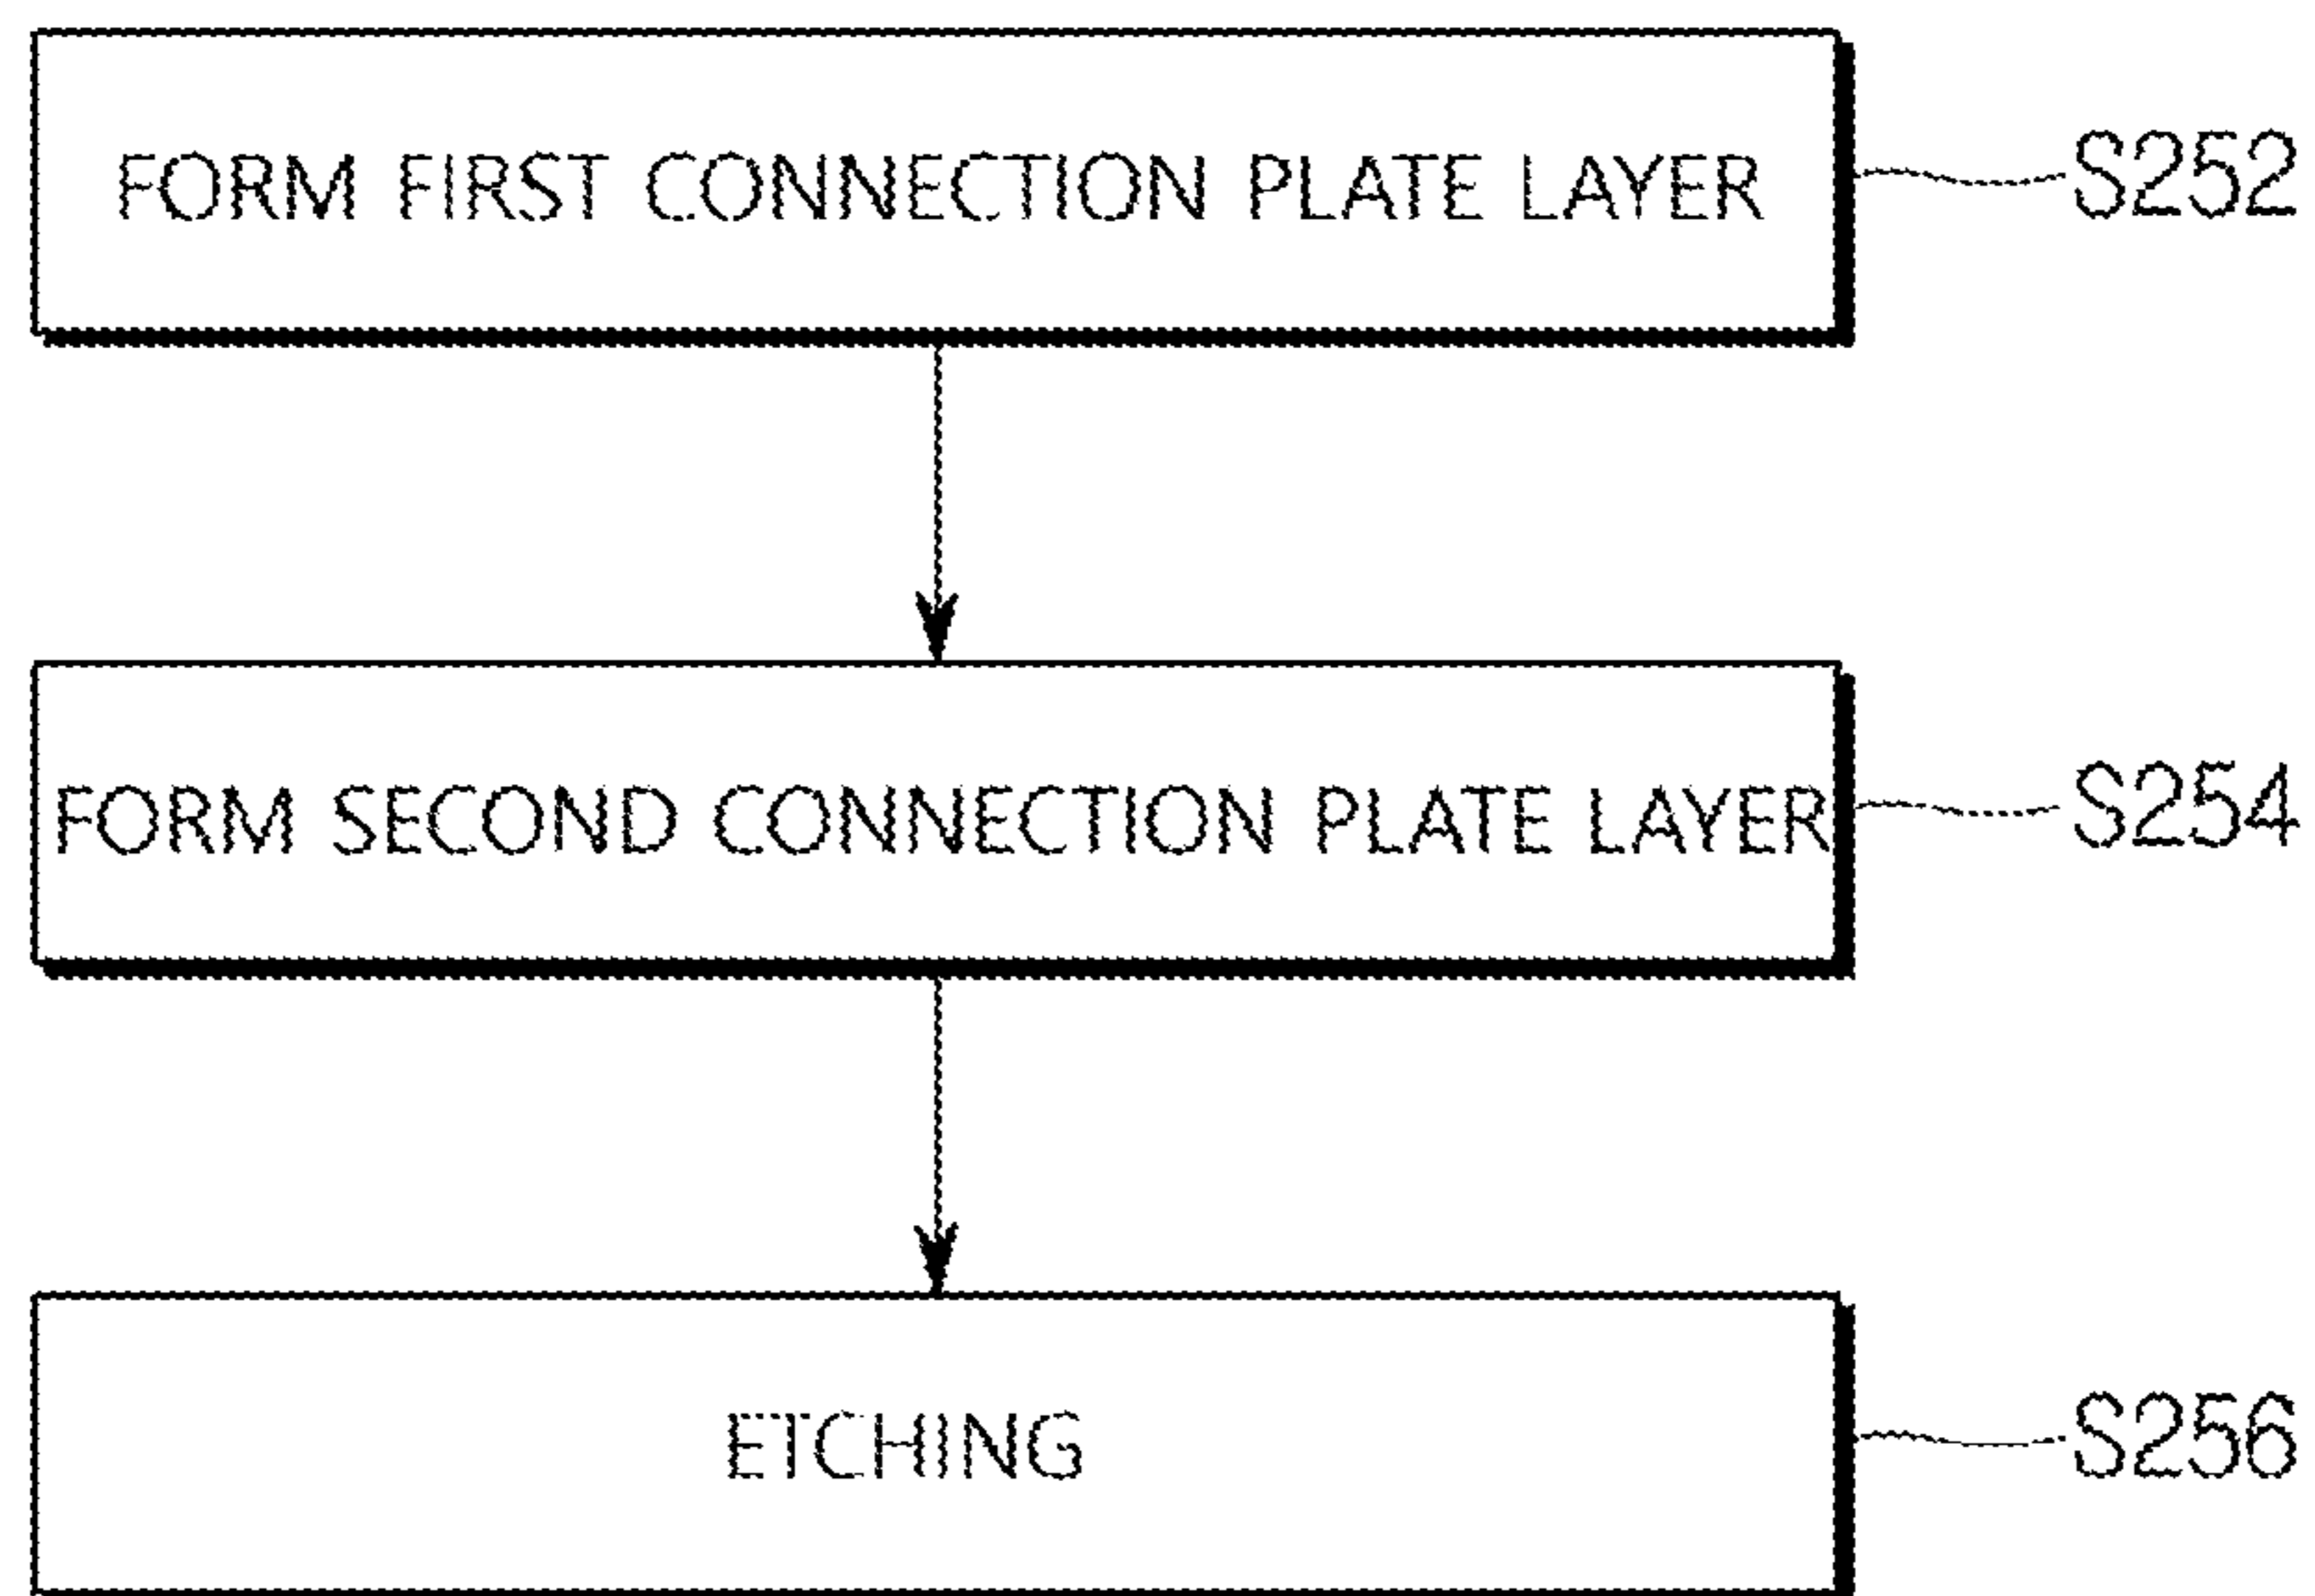 FORM FIRST CONNECTION PLATE LAYER
S252
FORM SECOND CONNECTION PLATE LAYER
S254
ETCHING
S256